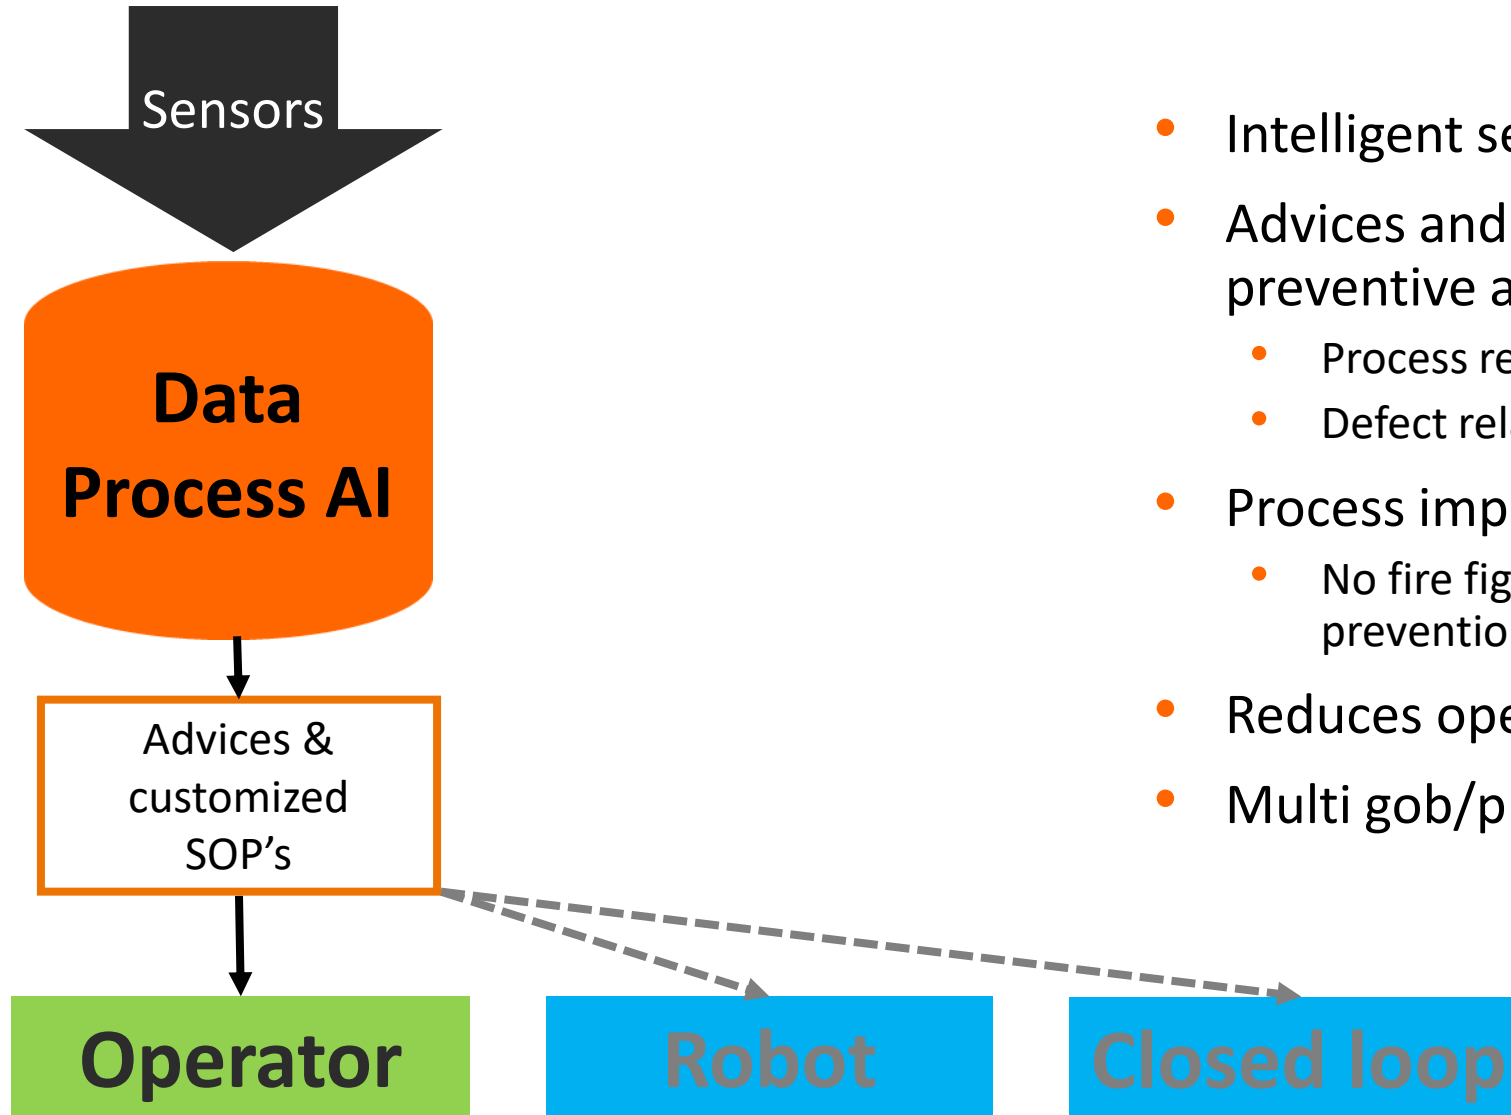 Sensors
Data
Process AI
Advices &
customized
SOP’s
Operator
Robot
Closed loop
• Intelligent se
• Advices and
preventive a
• Process re
• Defect rel
• Process imp
• No fire fig
preventio
• Reduces ope
• Multi gob/p